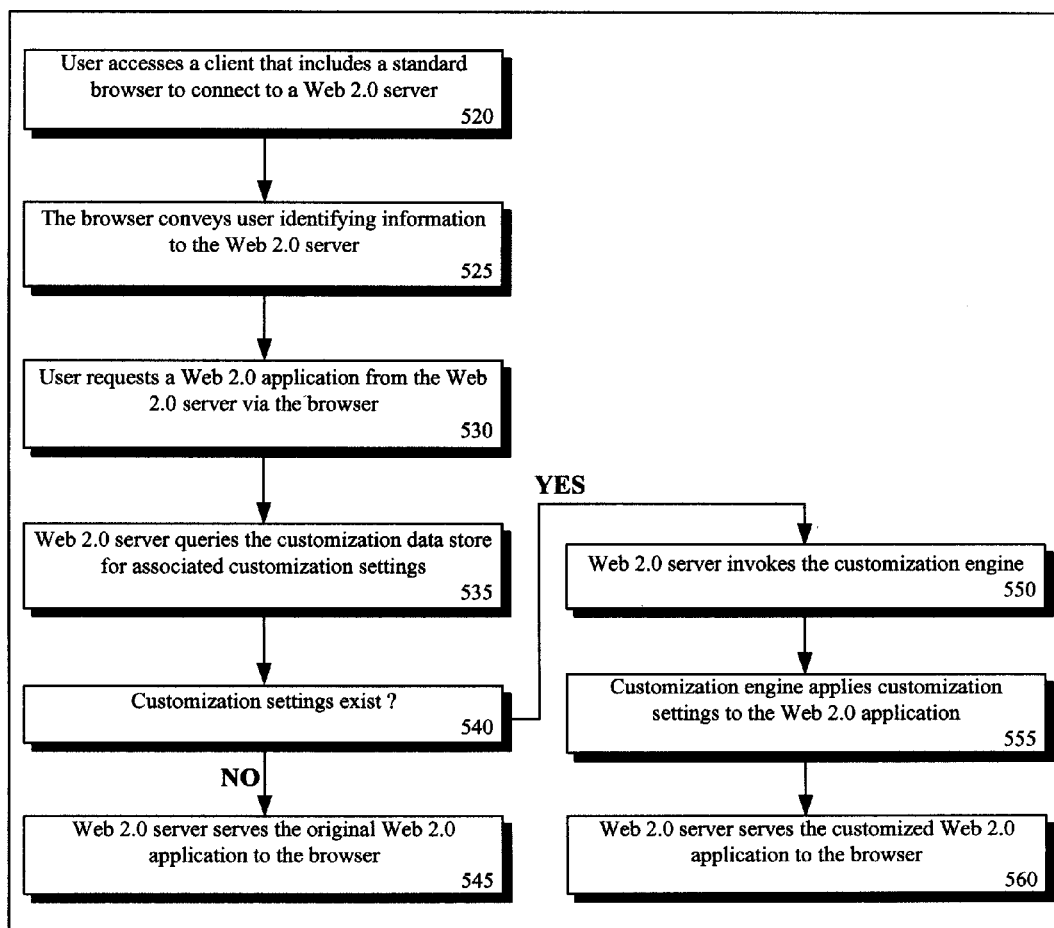 User accesses a client that includes a standard
browser to connect to a Web 2.0 server
520
The browser conveys user identifying information
to the Web 2.0 server
525
User requests a Web 2.0 application from the Web
2.0 server via the browser
530
Web 2.0 server queries the customization data store
for associated customization settings
535
Customization settings exist ?
540
NO
Web 2.0 server serves the original Web 2.0
application to the browser
545
YES
Web 2.0 server invokes the customization engine
550
Customization engine applies customization
settings to the Web 2.0 application
555
Web 2.0 server serves the customized Web 2.0
application to the browser
560